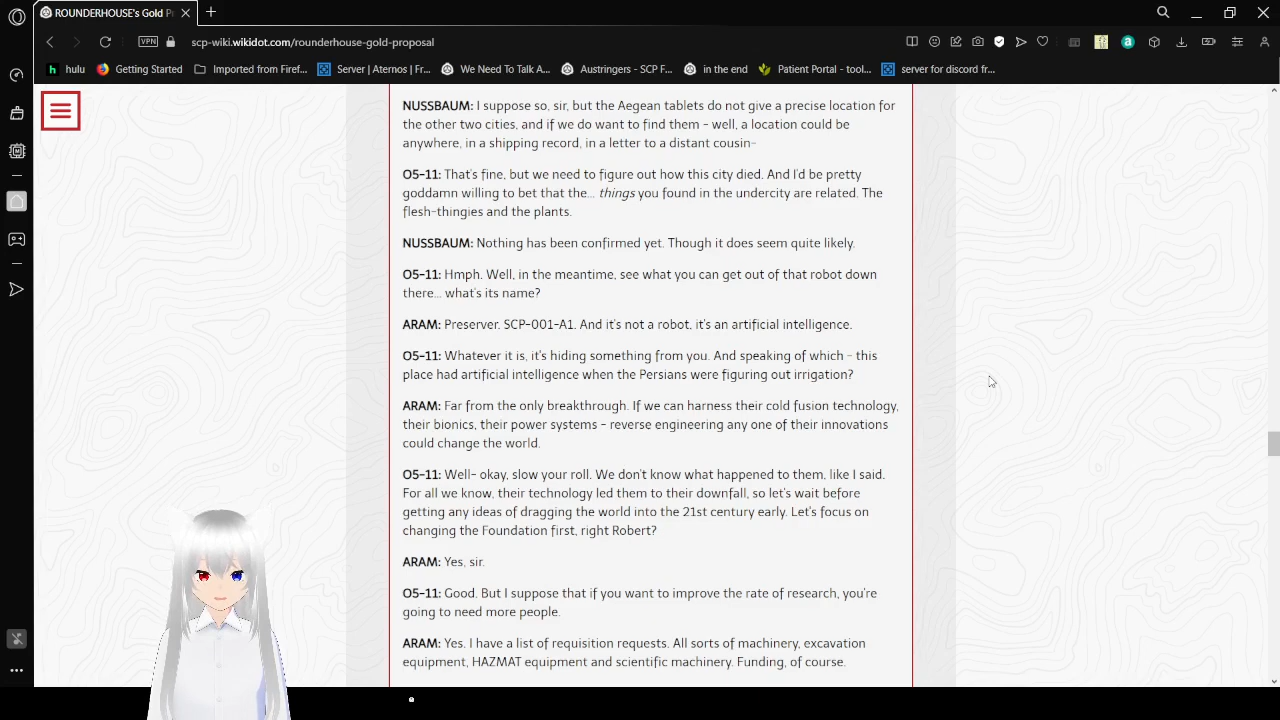 ROUNDERHOUSE's Gold P
VPN
scp-wiki.wikidot.com/rounderhouse-gold-proposal
h hulu
Getting Started
Imported from Firef...
Server | Aternos | Fr...
We Need To Talk A...
Austringers - SCP F...
in the end
Patient Portal - tool...
server for discord fr...
NUSSBAUM: I suppose so, sir, but the Aegean tablets do not give a precise location for
the other two cities, and if we do want to find them - well, a location could be
anywhere, in a shipping record, in a letter to a distant cousin-
O5-11: That's fine, but we need to figure out how this city died. And I'd be pretty
goddamn willing to bet that the... things you found in the undercity are related. The
flesh-thingies and the plants.
NUSSBAUM: Nothing has been confirmed yet. Though it does seem quite likely.
O5-11: Hmph. Well, in the meantime, see what you can get out of that robot down
there... what's its name?
ARAM: Preserver. SCP-001-A1. And it's not a robot, it's an artificial intelligence.
O5-11: Whatever it is, it's hiding something from you. And speaking of which - this
place had artificial intelligence when the Persians were figuring out irrigation?
ARAM: Far from the only breakthrough. If we can harness their cold fusion technology,
their bionics, their power systems - reverse engineering any one of their innovations
could change the world.
O5-11: Well- okay, slow your roll. We don't know what happened to them, like I said.
For all we know, their technology led them to their downfall, so let's wait before
getting any ideas of dragging the world into the 21st century early. Let's focus on
changing the Foundation first, right Robert?
ARAM: Yes, sir.
O5-11: Good. But I suppose that if you want to improve the rate of research, you're
going to need more people.
ARAM: Yes. I have a list of requisition requests. All sorts of machinery, excavation
equipment, HAZMAT equipment and scientific machinery. Funding, of course.